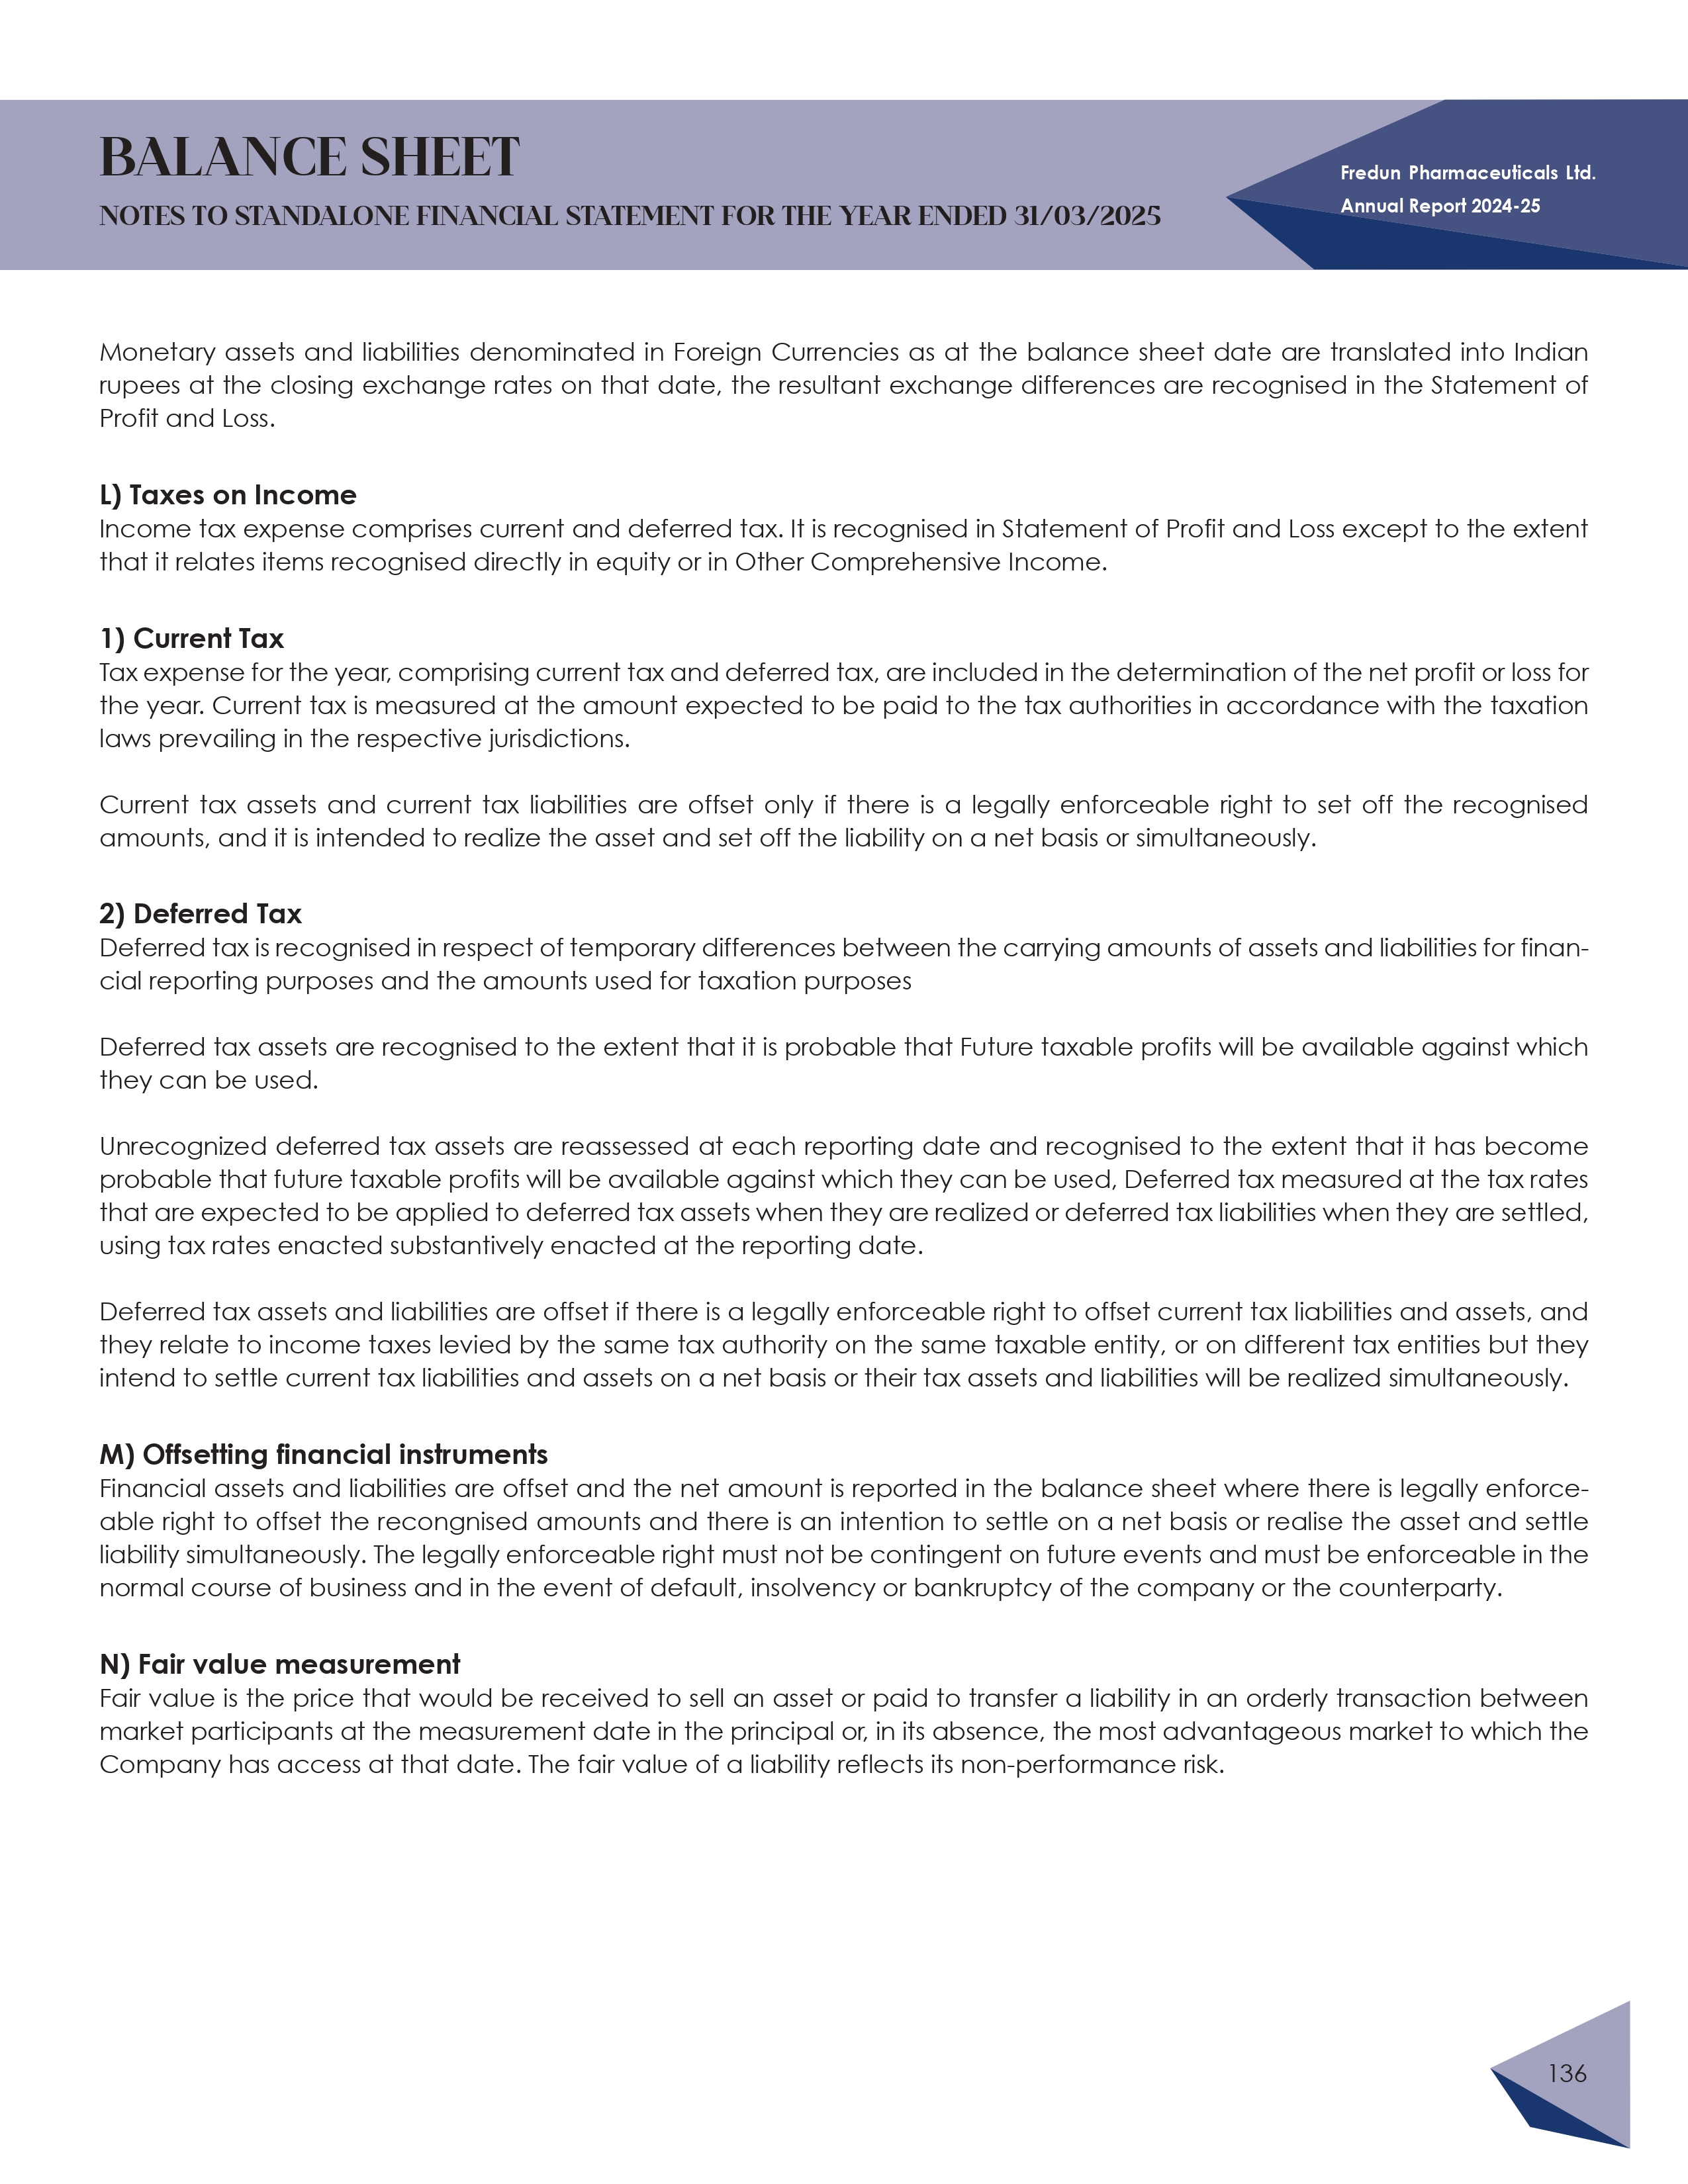 BALANCE SHEET
NOTES TO STANDALONE FINANCIAL STATEMENT FOR THE YEAR ENDED 31/03/2025
Fredun Pharmaceuticals Ltd.
Annual Report 2024-25
Monetary assets and liabilities denominated in Foreign Currencies as at the balance sheet date are translated into Indian
rupees at the closing exchange rates on that date, the resultant exchange differences are recognised in the Statement of
Profit and Loss.
L) Taxes on Income
Income tax expense comprises current and deferred tax. It is recognised in Statement of Profit and Loss except to the extent
that it relates items recognised directly in equity or in Other Comprehensive Income.
1) Current Tax
Tax expense for the year, comprising current tax and deferred tax, are included in the determination of the net profit or loss for
the year. Current tax is measured at the amount expected to be paid to the tax authorities in accordance with the taxation
laws prevailing in the respective jurisdictions.
Current tax assets and current tax liabilities are offset only if there is a legally enforceable right to set off the recognised
amounts, and it is intended to realize the asset and set off the liability on a net basis or simultaneously.
2) Deferred Tax
Deferred tax is recognised in respect of temporary differences between the carrying amounts of assets and liabilities for finan-
cial reporting purposes and the amounts used for taxation purposes
Deferred tax assets are recognised to the extent that it is probable that Future taxable profits will be available against which
they can be used.
Unrecognized deferred tax assets are reassessed at each reporting date and recognised to the extent that it has become
probable that future taxable profits will be available against which they can be used, Deferred tax measured at the tax rates
that are expected to be applied to deferred tax assets when they are realized or deferred tax liabilities when they are settled,
using tax rates enacted substantively enacted at the reporting date.
Deferred tax assets and liabilities are offset if there is a legally enforceable right to offset current tax liabilities and assets, and
they relate to income taxes levied by the same tax authority on the same taxable entity, or on different tax entities but they
intend to settle current tax liabilities and assets on a net basis or their tax assets and liabilities will be realized simultaneously.
M) Offsetting financial instruments
Financial assets and liabilities are offset and the net amount is reported in the balance sheet where there is legally enforce-
able right to offset the recongnised amounts and there is an intention to settle on a net basis or realise the asset and settle
liability simultaneously. The legally enforceable right must not be contingent on future events and must be enforceable in the
normal course of business and in the event of default, insolvency or bankruptcy of the company or the counterparty.
N) Fair value measurement
Fair value is the price that would be received to sell an asset or paid to transfer a liability in an orderly transaction between
market participants at the measurement date in the principal or, in its absence, the most advantageous market to which the
Company has access at that date. The fair value of a liability reflects its non-performance risk.
136